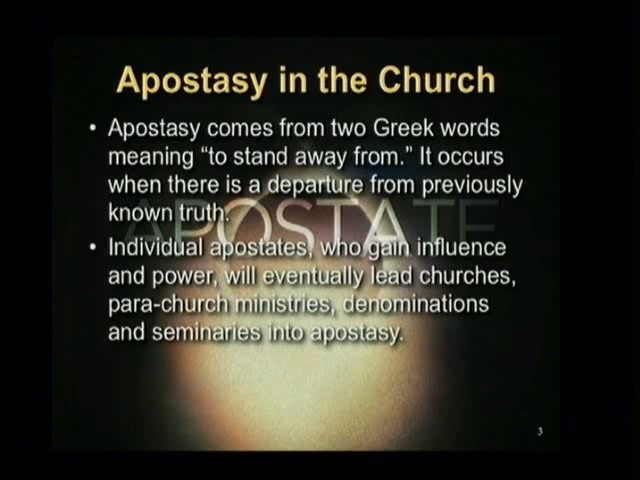 Apostasy in the Church
• Apostasy comes from two Greek words
meaning “to stand away from.” It occurs
when there is a departure from previously
known truth.
APOSTATE
• Individual apostates, who gain influence
and power, will eventually lead churches,
para-church ministries, denominations
and seminaries into apostasy.
3